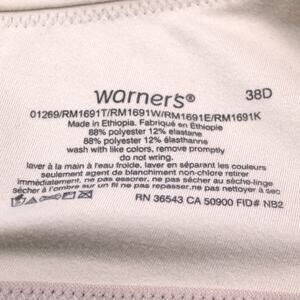 warner's®
38D
01269/RM1691T/RM1691W/RM1691E/RM1691K
Made in Ethiopia. Fabriqué en Éthiopie
88% polyester 12% elastane
88% polyester 12% élasthanne
wash with like colors, remove promptly
do not wring.
laver à la main à l'eau froide, laver en séparant les couleurs
seulement agent de blanchiment non-chloré retirer
immédiatement, ne pas essorer, ne pas sécher au sèche-linge
sécher à l'ombre sur un fil ne pas repasser, ne pas nettoyer à sec
RN 36543 CA 50900 FID# NB2